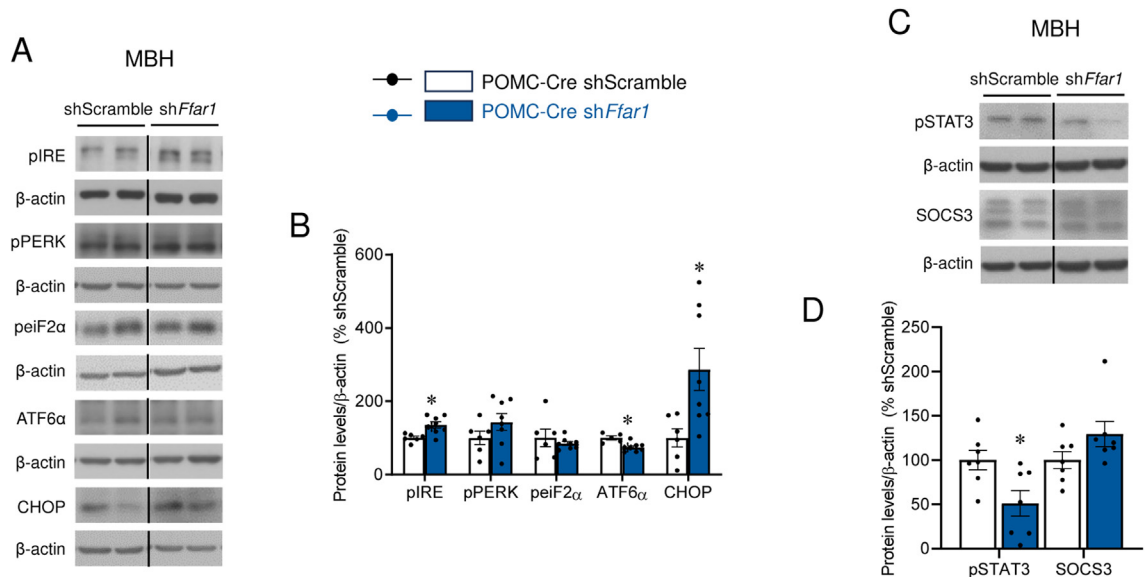 A
MBH
shScramble shFfar1
pIRE
β-actin
pPERK
β-actin
peiF2α
β-actin
ATF6α
β-actin
CHOP
β-actin
POMC-Cre shScramble
POMC-Cre shFfar1
B
Protein levels/β-actin (% shScramble)
600
400
200
0
* * *
pIRE pPERK peiF2α ATF6α CHOP
C
MBH
shScramble shFfar1
pSTAT3
β-actin
SOCS3
β-actin
D
Protein levels/β-actin (% shScramble)
250
200
150
100
50
0
*
pSTAT3 SOCS3